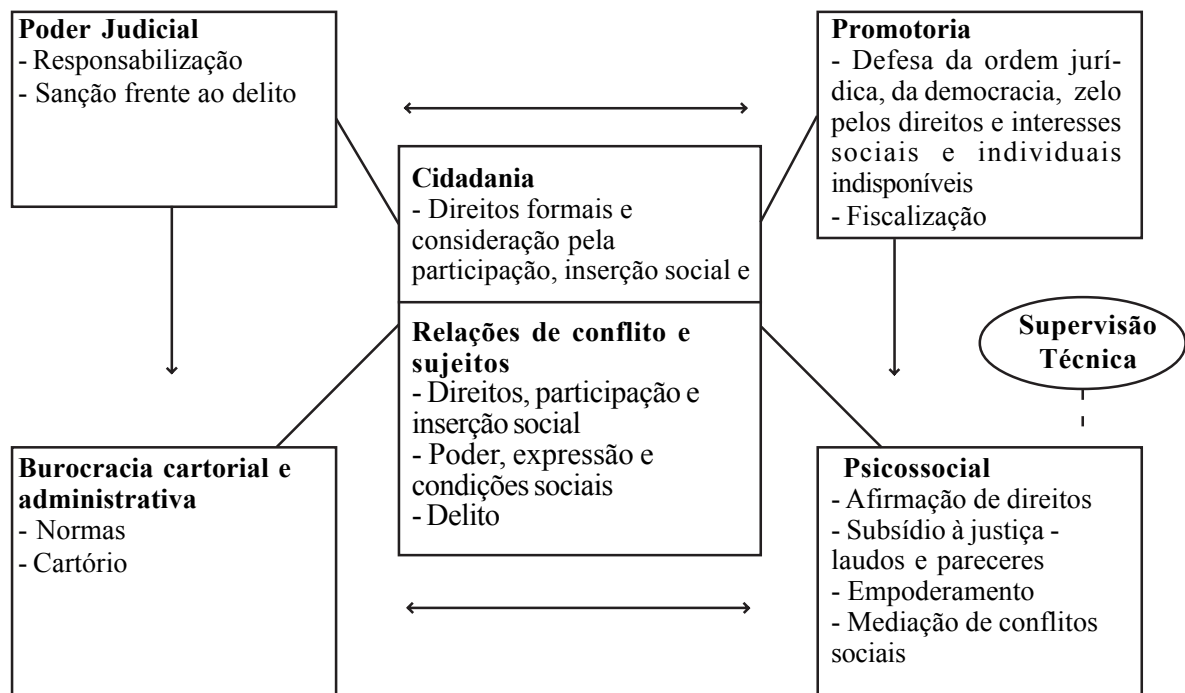 Poder Judicial
- Responsabilização
- Sanção frente ao delito
Promotoria
- Defesa da ordem jurí-
dica, da democracia, zelo
pelos direitos e interesses
sociais e individuais
indisponíveis
- Fiscalização
Cidadania
- Direitos formais e
consideração pela
participação, inserção social e
Relações de conflito e
sujeitos
- Direitos, participação e
inserção social
- Poder, expressão e
condições sociais
- Delito
Supervisão
Técnica
Burocracia cartorial e
administrativa
- Normas
- Cartório
Psicossocial
- Afirmação de direitos
- Subsídio à justiça -
laudos e pareceres
- Empoderamento
- Mediação de conflitos
sociais